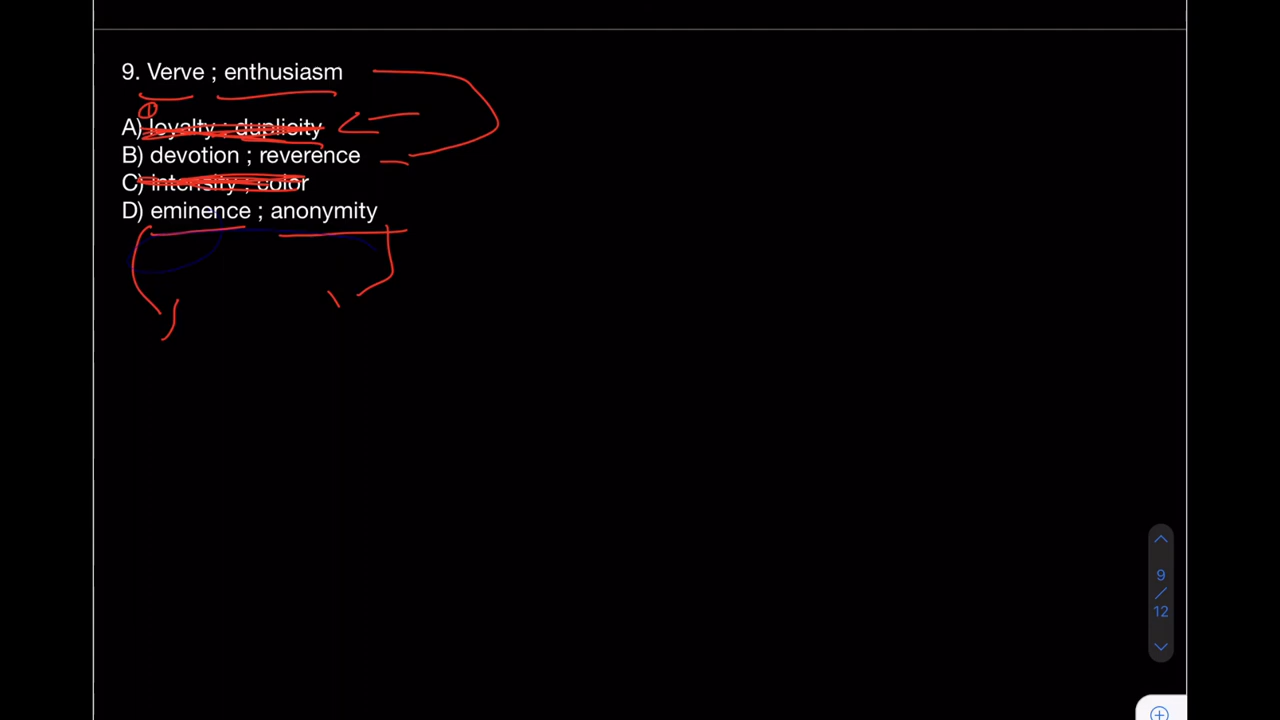 9. Verve ; enthusiasm
A) loyalty ; duplicity
B) devotion ; reverence
C) intensity ; color
D) eminence ; anonymity
9
/
12